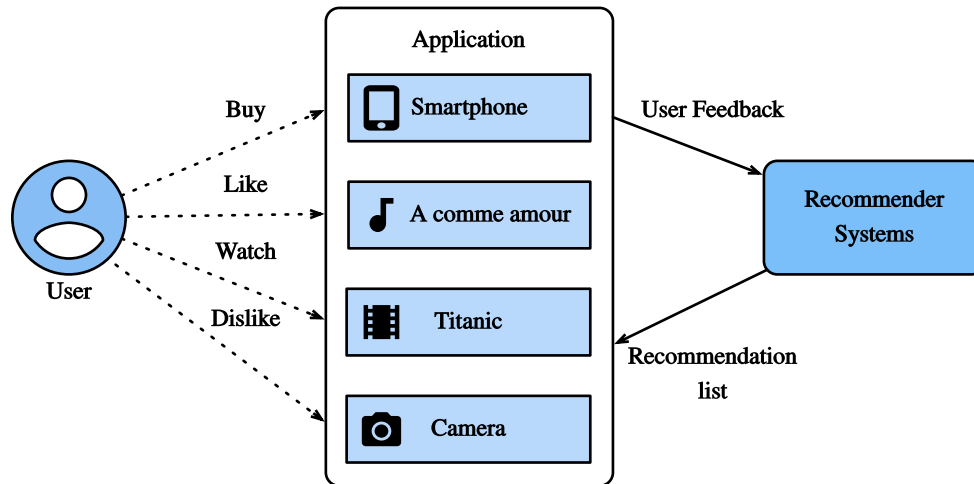 Application
Buy
Smartphone
User Feedback
Like
A comme amour
Recommender
Systems
Watch
User
Dislike
Titanic
Recommendation
list
Camera